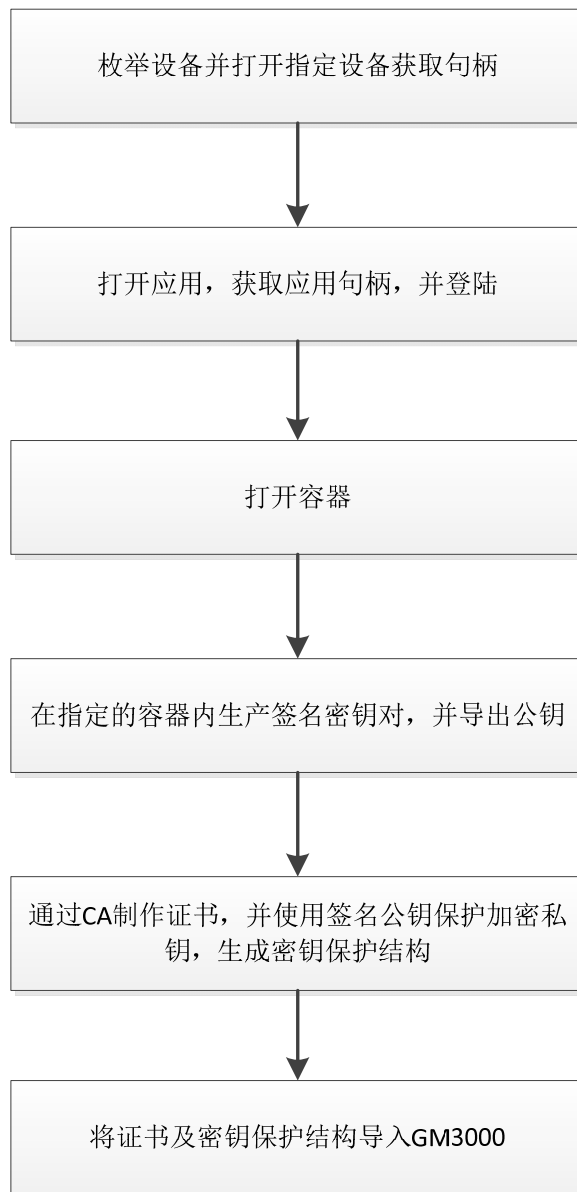 枚举设备并打开指定设备获取句柄
打开应用，获取应用句柄，并登陆
打开容器
在指定的容器内生产签名密钥对，并导出公钥
通过CA制作证书，并使用签名公钥保护加密私
钥，生成密钥保护结构
将证书及密钥保护结构导入GM3000